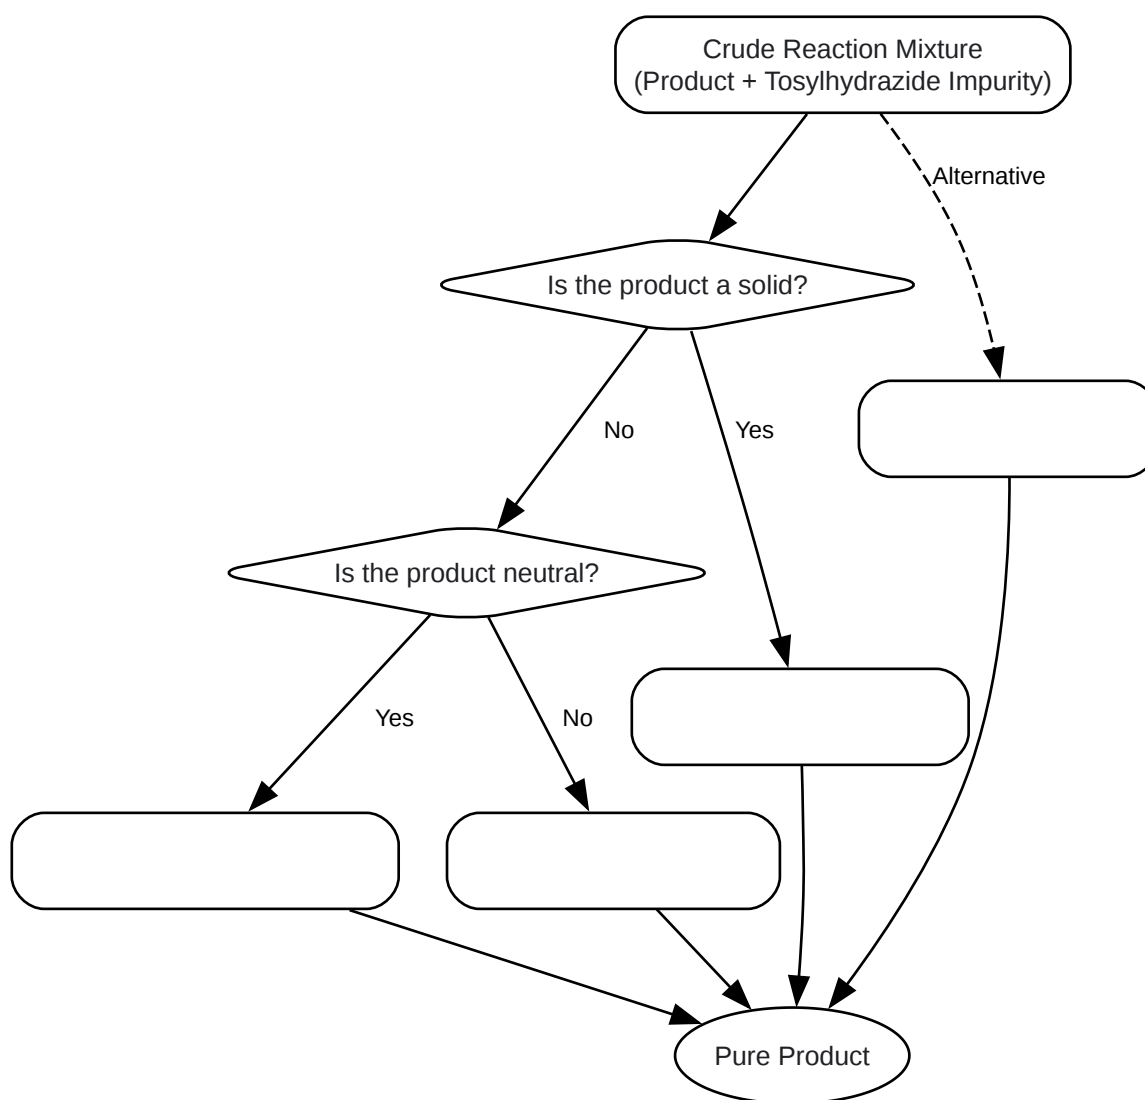 Crude Reaction Mixture
(Product + Tosylhydrazide Impurity)
Alternative
Is the product a solid?
No
Yes
Is the product neutral?
Yes
No
Pure Product